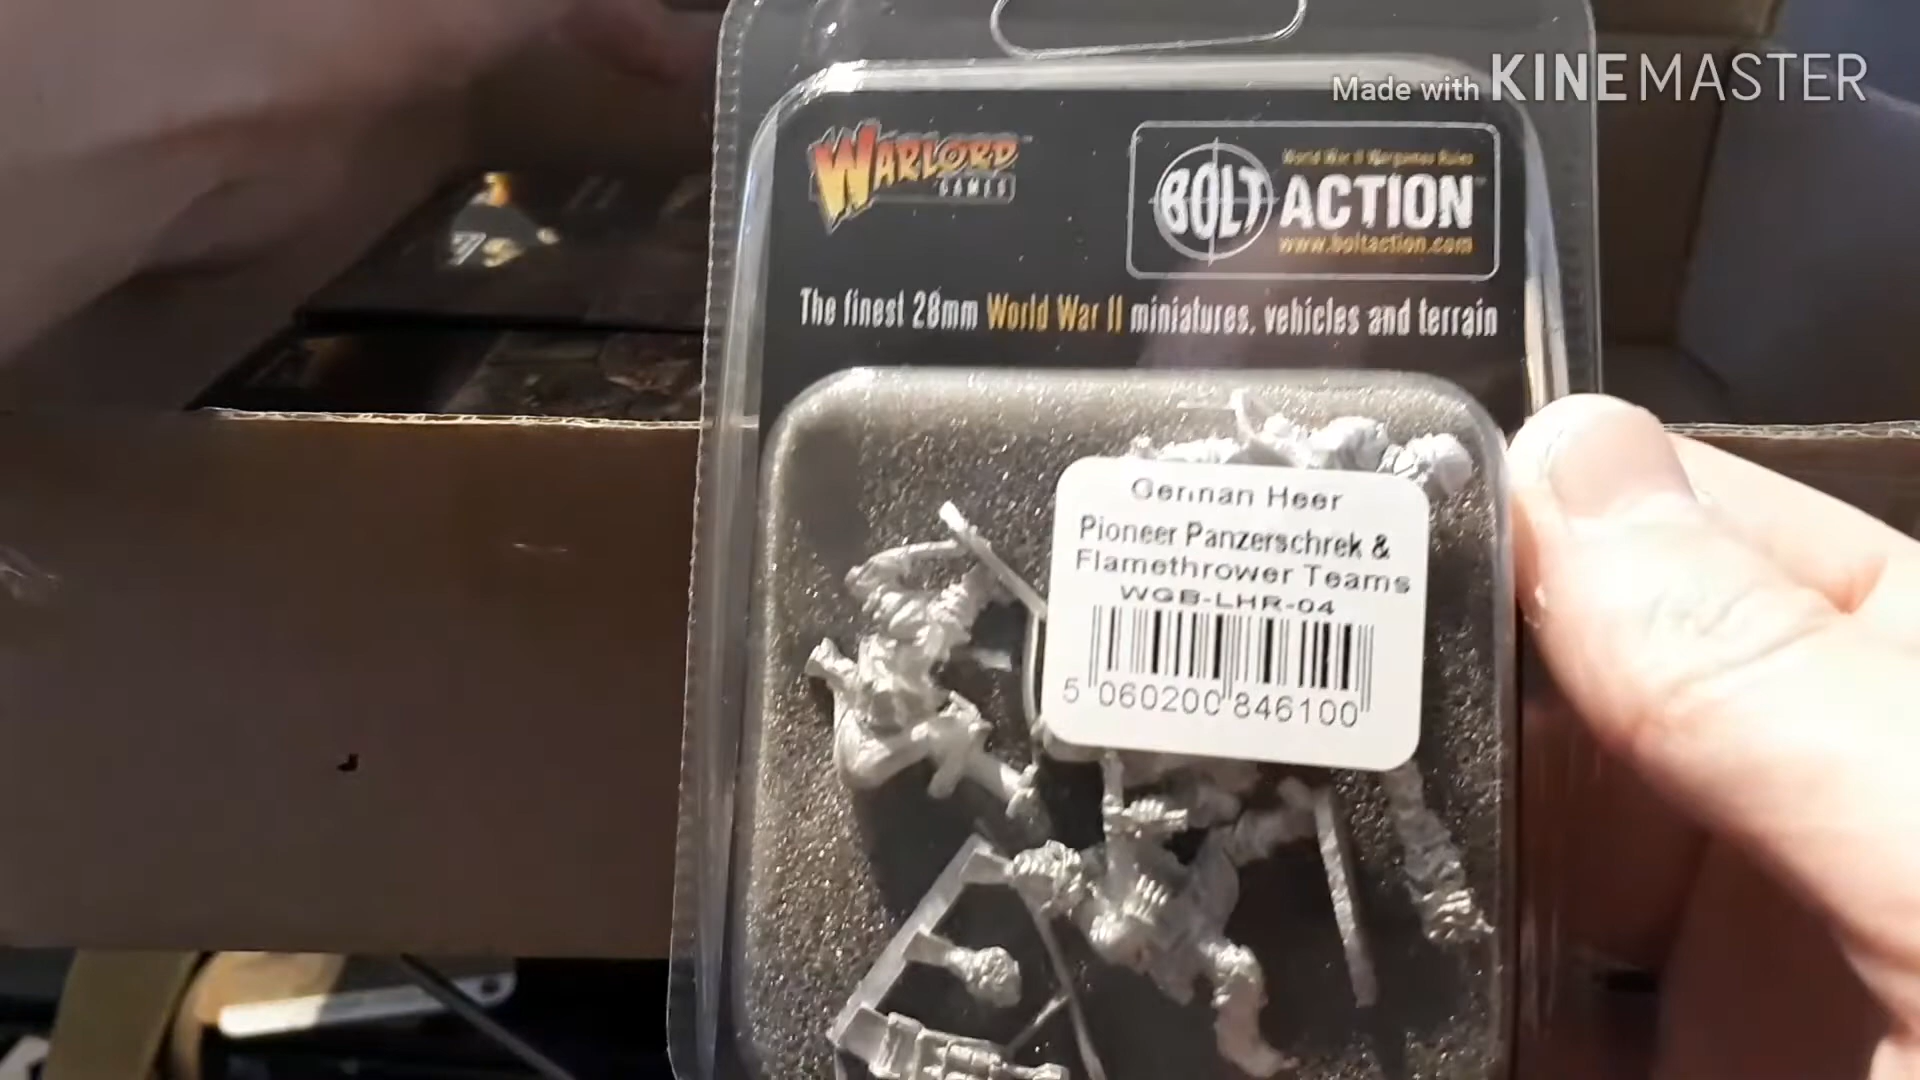 Made with KINEMASTER
WARLORD
GAMES
World War II Wargames Rules
BOLT ACTION™
www.boltaction.com
The finest 28mm World War II miniatures, vehicles and terrain
German Heer
Pioneer Panzerschrek &
Flamethrower Teams
WGB-LHR-04
5 060200 846100